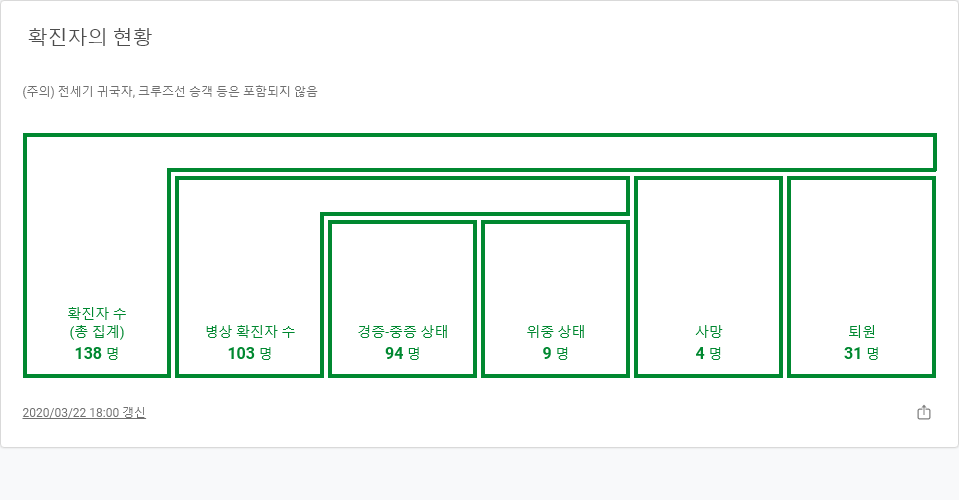 확진자의 현황
(주의) 전세기 귀국자, 크루즈선 승객 등은 포함되지 않음
확진자 수
(총 집계)
138 명
병상 확진자 수
103 명
경증-중증 상태
94 명
위중 상태
9 명
사망
4 명
퇴원
31 명
2020/03/22 18:00 갱신